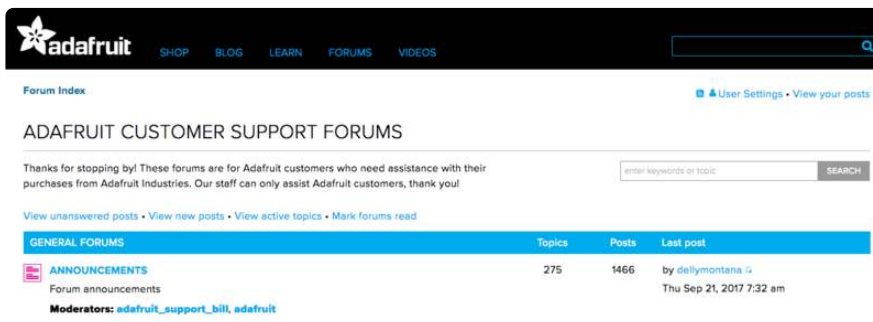 adafruit SHOP BLOG LEARN FORUMS VIDEOS
Forum Index
User Settings • View your posts
ADAFRUIT CUSTOMER SUPPORT FORUMS
Thanks for stopping by! These forums are for Adafruit customers who need assistance with their
purchases from Adafruit Industries. Our staff can only assist Adafruit customers, thank you!
enter keywords or topic SEARCH
View unanswered posts • View new posts • View active topics • Mark forums read
GENERAL FORUMS Topics Posts Last post
ANNOUNCEMENTS 275 1466 by dellymontana
Forum announcements Thu Sep 21, 2017 7:32 am
Moderators: adafruit_support_bill, adafruit